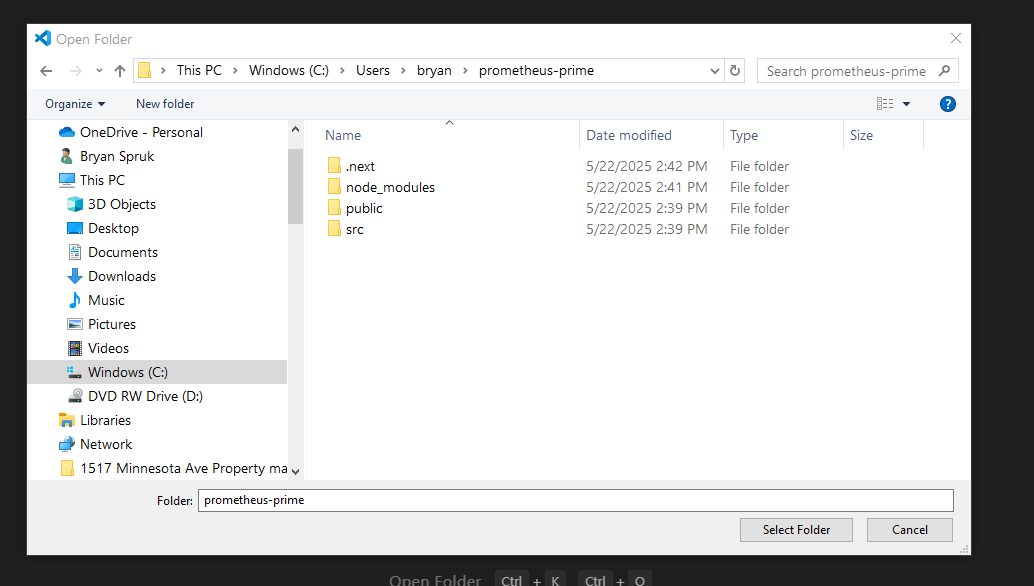 Open Folder
This PC > Windows (C:) > Users > bryan > prometheus-prime
Search prometheus-prime
Organize
New folder
?
OneDrive - Personal
Bryan Spruk
This PC
3D Objects
Desktop
Documents
Downloads
Music
Pictures
Videos
Windows (C:)
DVD RW Drive (D:)
Libraries
Network
1517 Minnesota Ave Property ma
Name Date modified Type Size
.next 5/22/2025 2:42 PM File folder
node_modules 5/22/2025 2:41 PM File folder
public 5/22/2025 2:39 PM File folder
src 5/22/2025 2:39 PM File folder
Folder: prometheus-prime
Select Folder Cancel
Open Folder Ctrl + K Ctrl + O